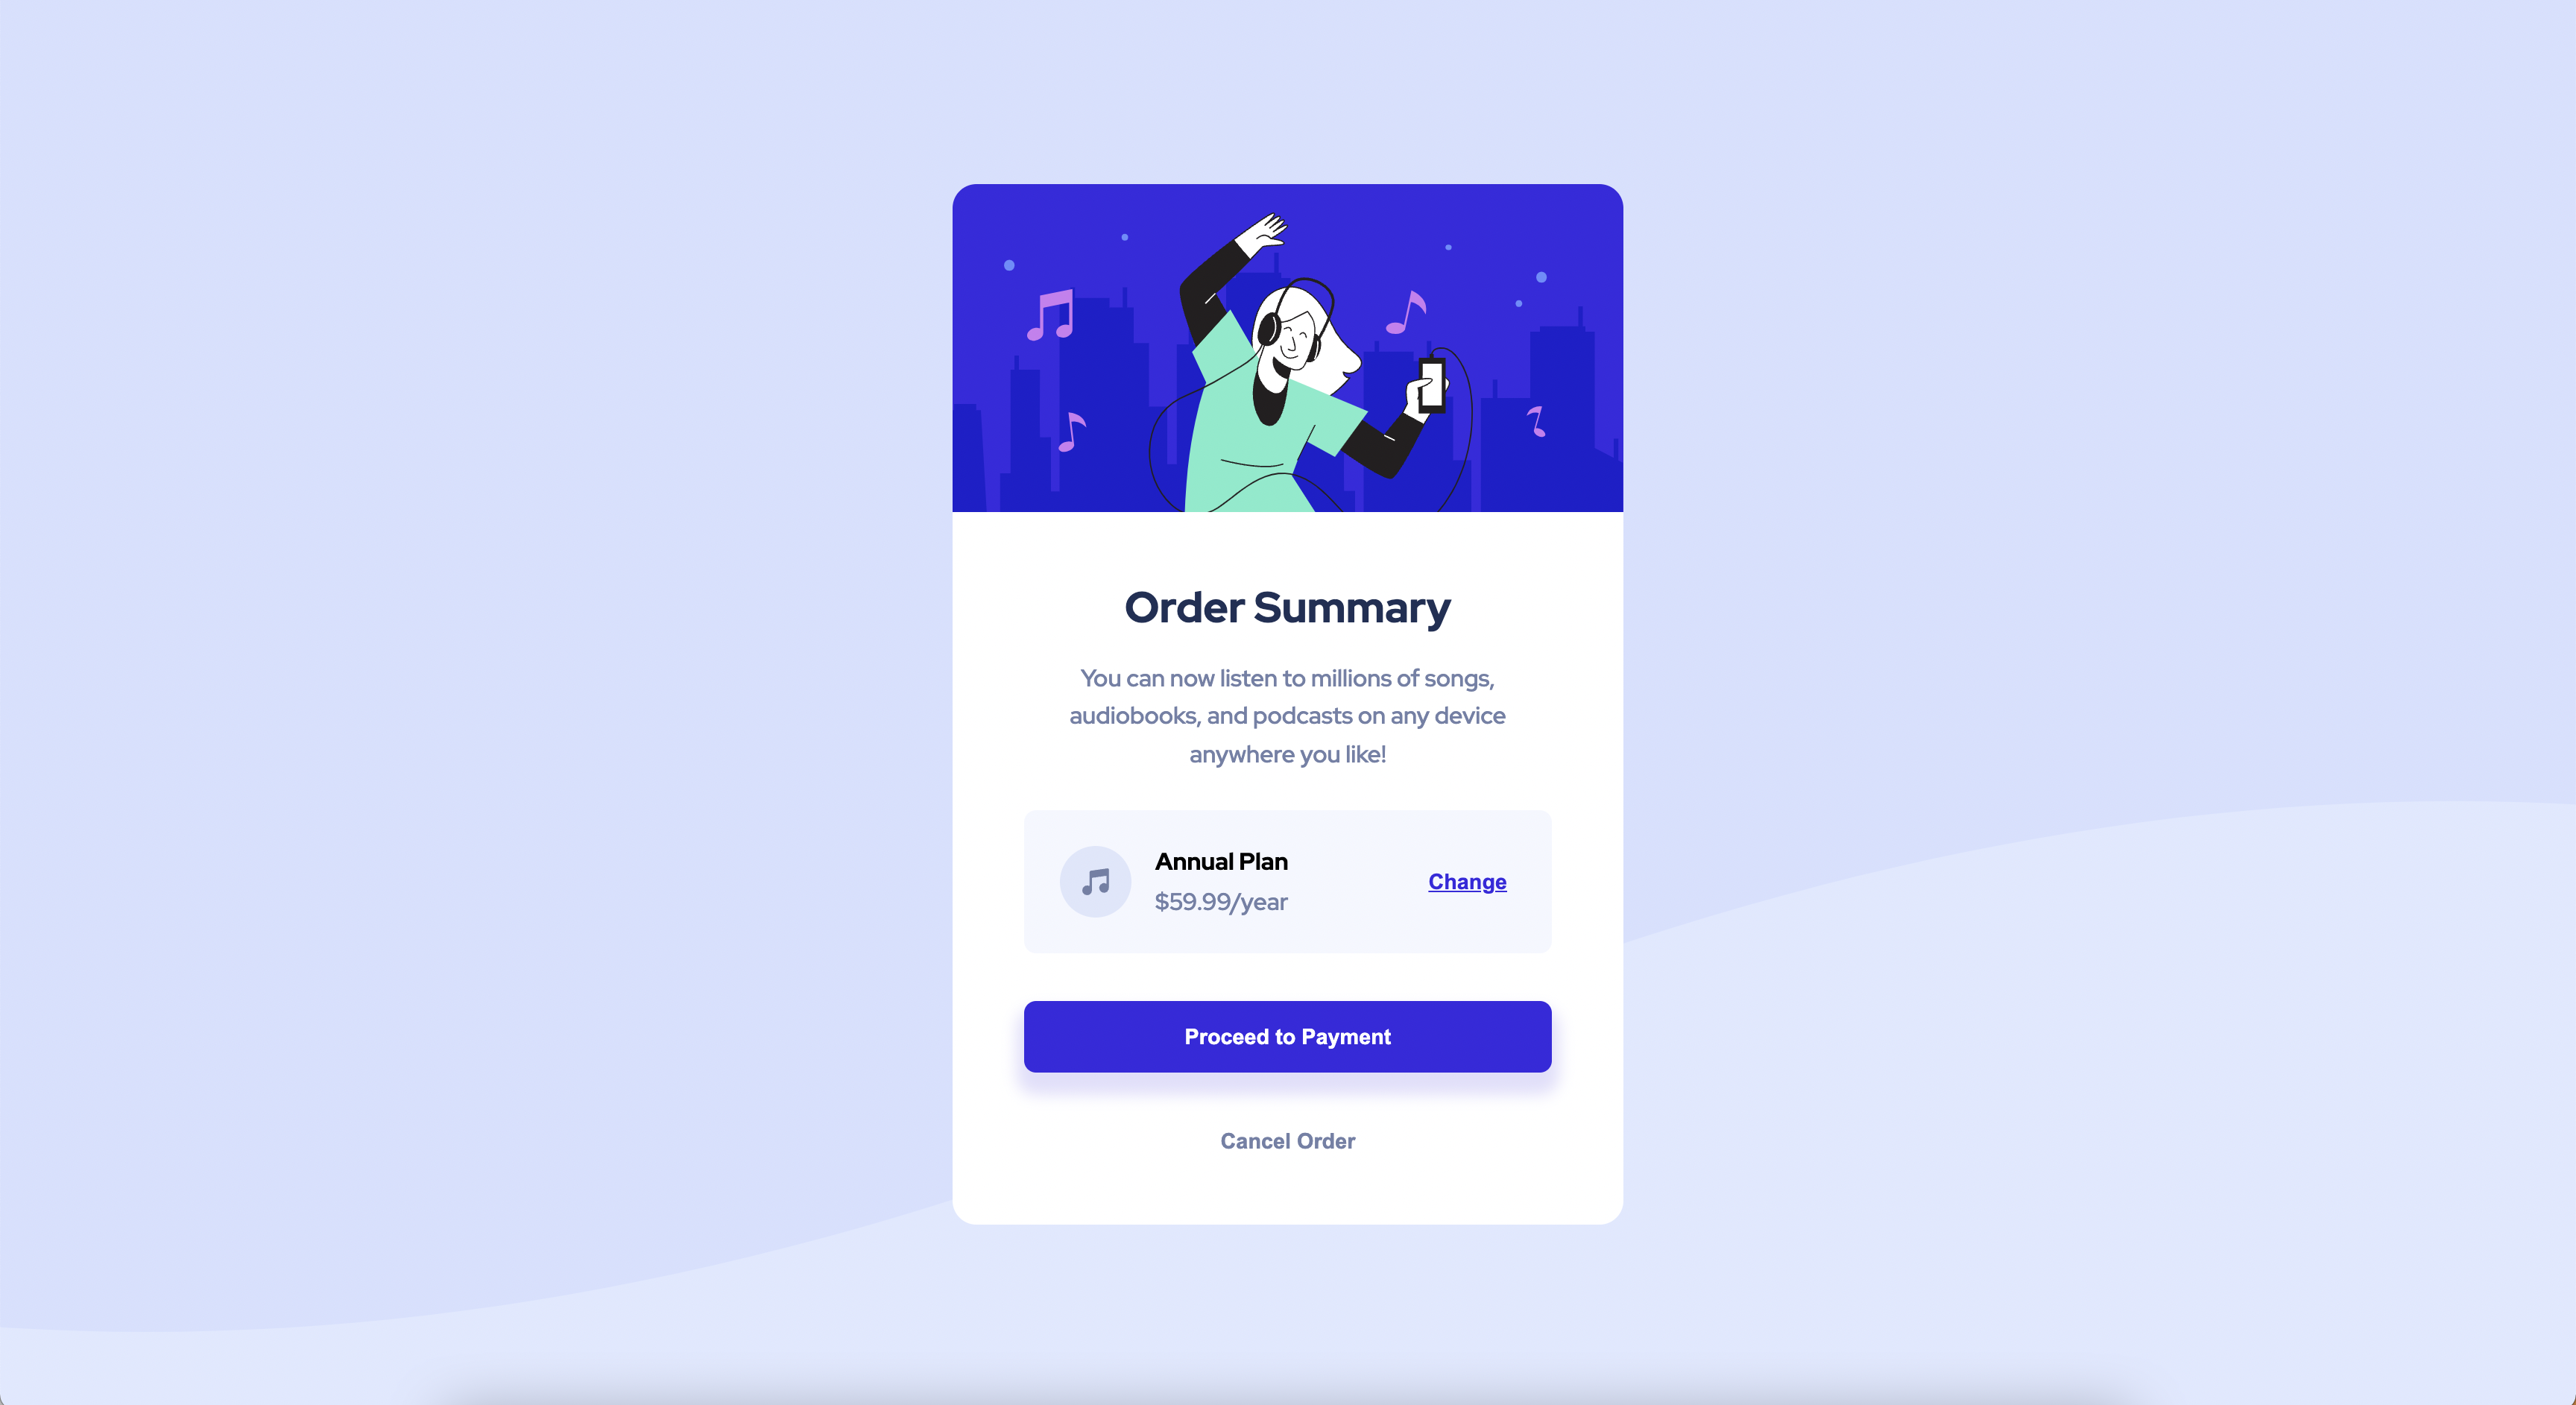 Order Summary
You can now listen to millions of songs,
audiobooks, and podcasts on any device
anywhere you like!
Annual Plan
$59.99/year
Change
Proceed to Payment
Cancel Order